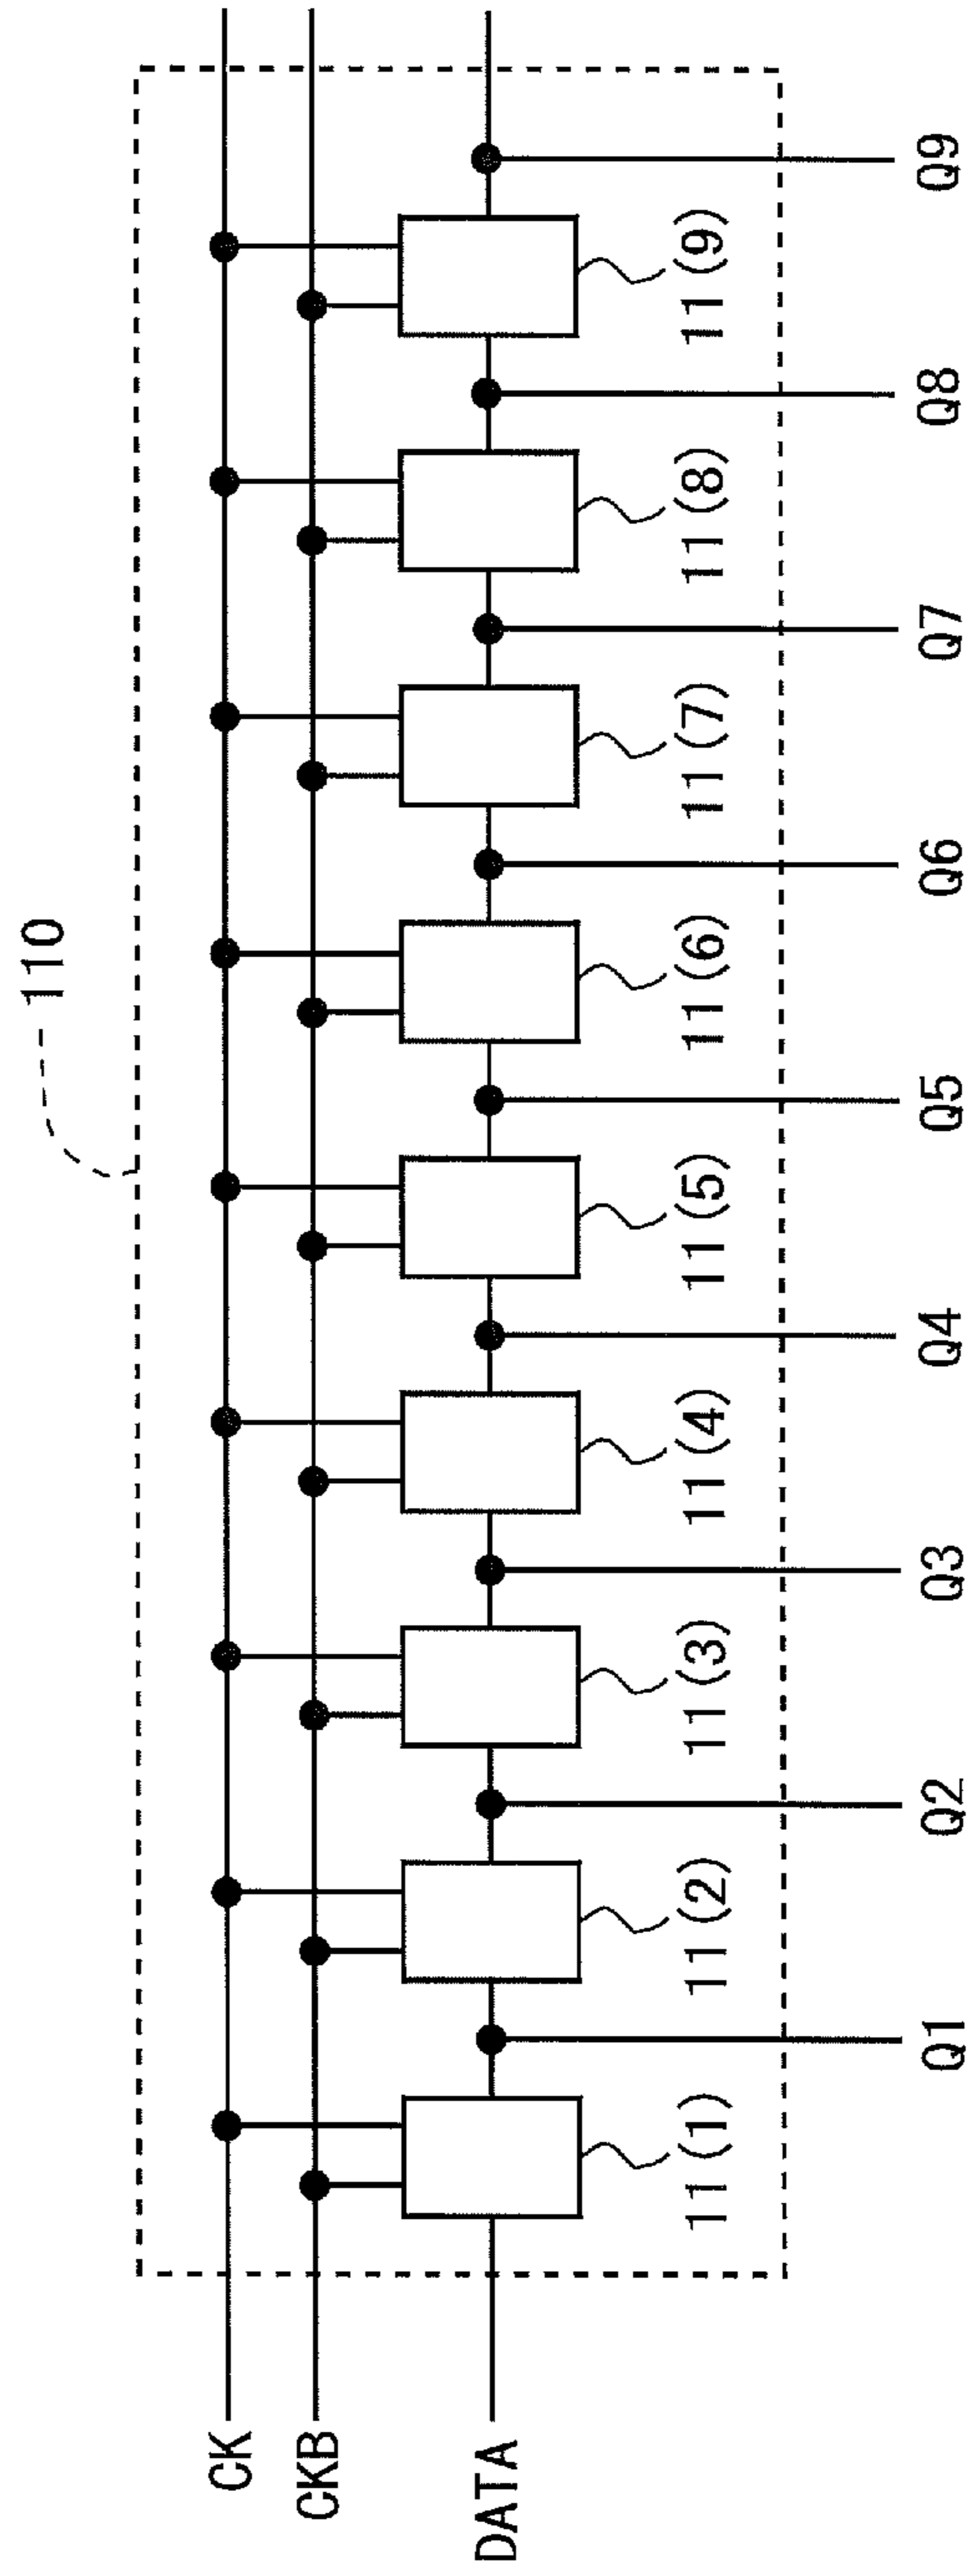 110
CK
CKB
DATA
11(1)
11(2)
11(3)
11(4)
11(5)
11(6)
11(7)
11(8)
11(9)
Q1
Q2
Q3
Q4
Q5
Q6
Q7
Q8
Q9